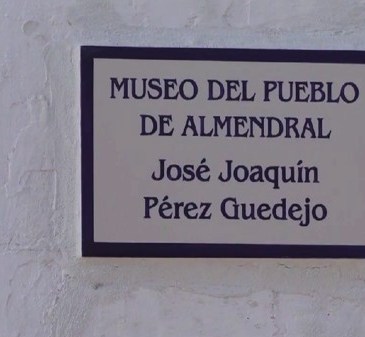 MUSEO DEL PUEBLO
DE ALMENDRAL
José Joaquín
Pérez Guedejo